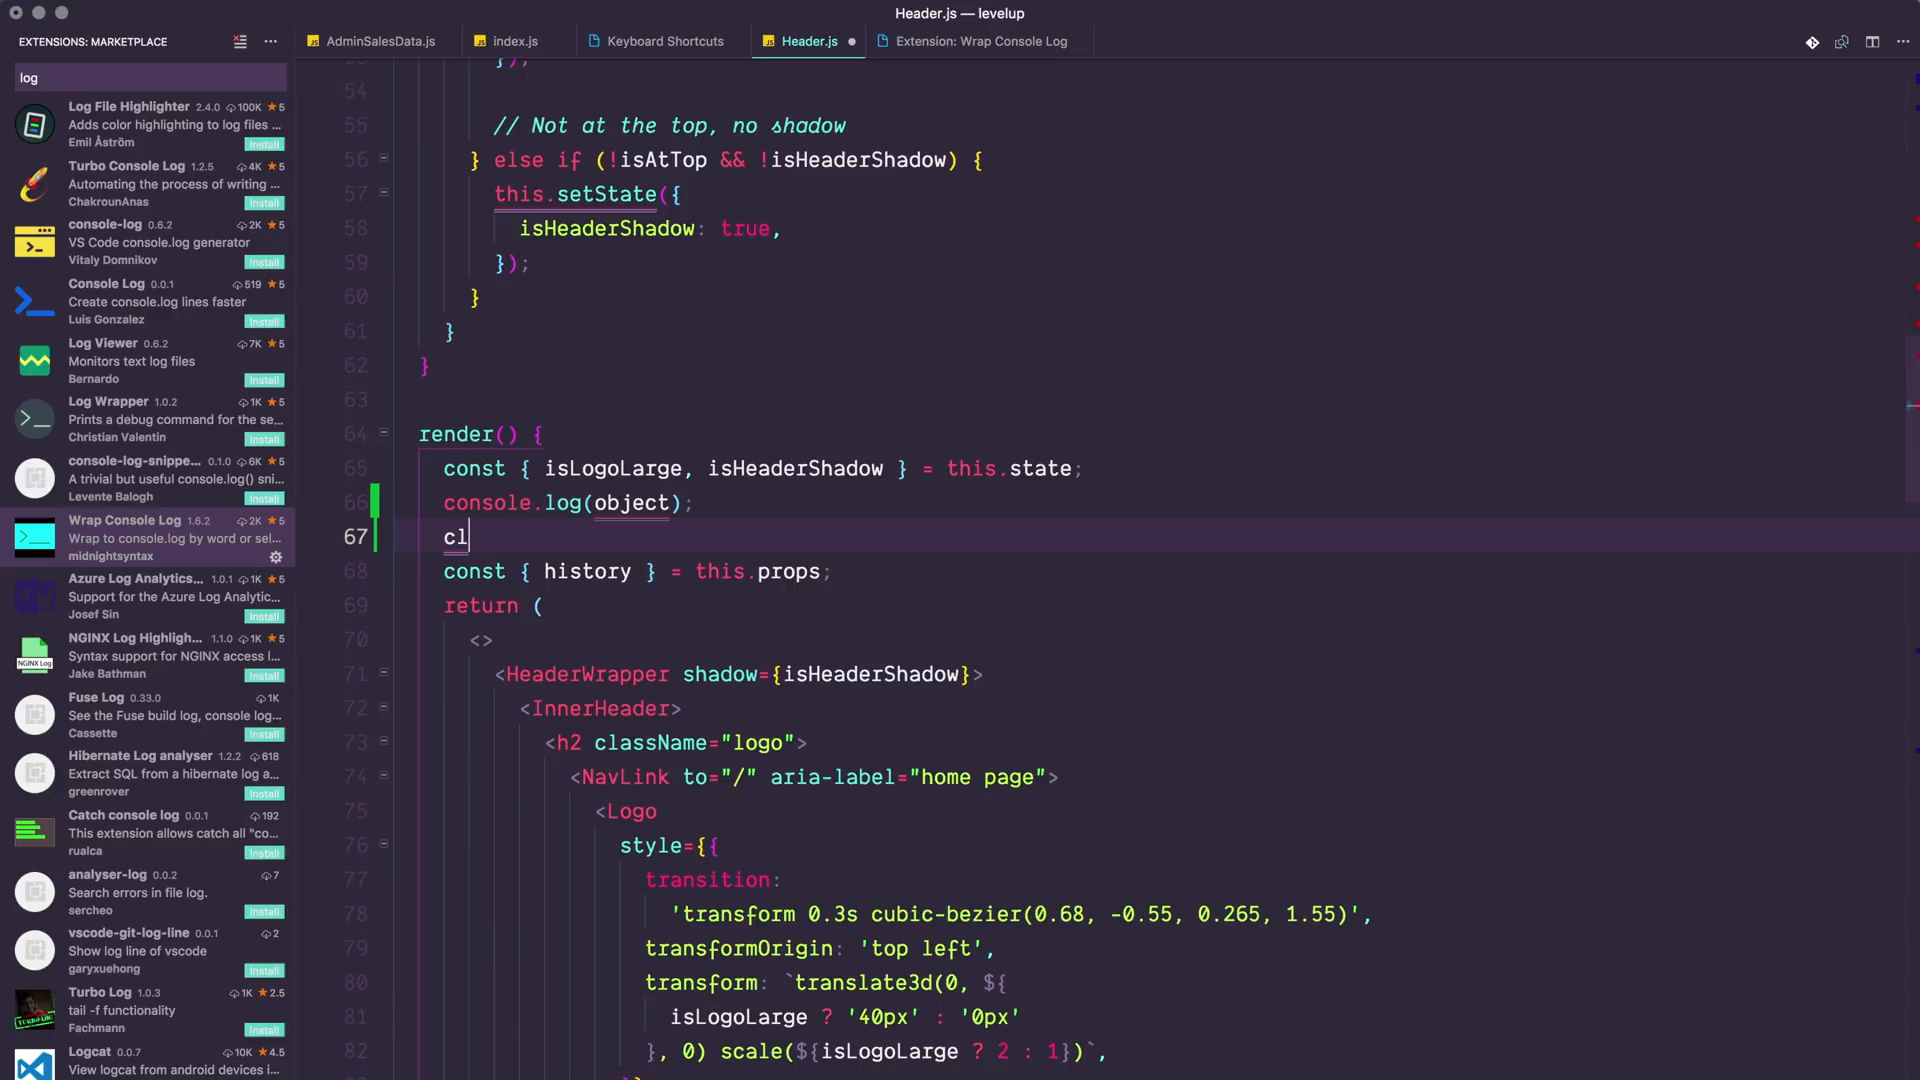 Header.js — levelup
EXTENSIONS: MARKETPLACE
AdminSalesData.js
index.js
Keyboard Shortcuts
Header.js
Extension: Wrap Console Log
log
Log File Highlighter 2.4.0 100K ★5
Adds color highlighting to log files ...
Emil Åström
Install
Turbo Console Log 1.2.5 4K ★5
Automating the process of writing ...
ChakrounAnas
Install
console-log 0.6.2 2K ★5
VS Code console.log generator
Vitaly Domnikov
Install
Console Log 0.0.1 519 ★5
Create console.log lines faster
Luis Gonzalez
Install
Log Viewer 0.6.2 7K ★5
Monitors text log files
Bernardo
Install
Log Wrapper 1.0.2 1K ★5
Prints a debug command for the se...
Christian Valentin
Install
console-log-snippe... 0.1.0 6K ★5
A trivial but useful console.log() sni...
Levente Balogh
Install
Wrap Console Log 1.6.2 2K ★5
Wrap to console.log by word or sel...
midnightsyntax
Azure Log Analytics... 1.0.1 1K ★5
Support for the Azure Log Analytic...
Josef Sin
Install
NGINX Log Highligh... 1.1.0 1K ★5
Syntax support for NGINX access l...
Jake Bathman
Install
NGINX Log
Fuse Log 0.33.0 1K
See the Fuse build log, console log...
Cassette
Install
Hibernate Log analyser 1.2.2 618
Extract SQL from a hibernate log a...
greenrover
Install
Catch console log 0.0.1 192
This extension allows catch all "co...
rualca
Install
analyser-log 0.0.2 7
Search errors in file log.
sercheo
Install
vscode-git-log-line 0.0.1 2
Show log line of vscode
garyxuehong
Install
Turbo Log 1.0.3 1K ★2.5
tail -f functionality
Fachmann
Install
TURBO LOG
Logcat 0.0.7 10K ★4.5
View logcat from android devices i...
});
54
55 // Not at the top, no shadow
56 } else if (!isAtTop && !isHeaderShadow) {
57 this.setState({
58 isHeaderShadow: true,
59 });
60 }
61 }
62 }
63
64 render() {
65 const { isLogoLarge, isHeaderShadow } = this.state;
66 console.log(object);
67 cl
68 const { history } = this.props;
69 return (
70 <>
71 <HeaderWrapper shadow={isHeaderShadow}>
72 <InnerHeader>
73 <h2 className="logo">
74 <NavLink to="/" aria-label="home page">
75 <Logo
76 style={{
77 transition:
78 'transform 0.3s cubic-bezier(0.68, -0.55, 0.265, 1.55)',
79 transformOrigin: 'top left',
80 transform: `translate3d(0, ${
81 isLogoLarge ? '40px' : '0px'
82 }, 0) scale(${isLogoLarge ? 2 : 1})`,